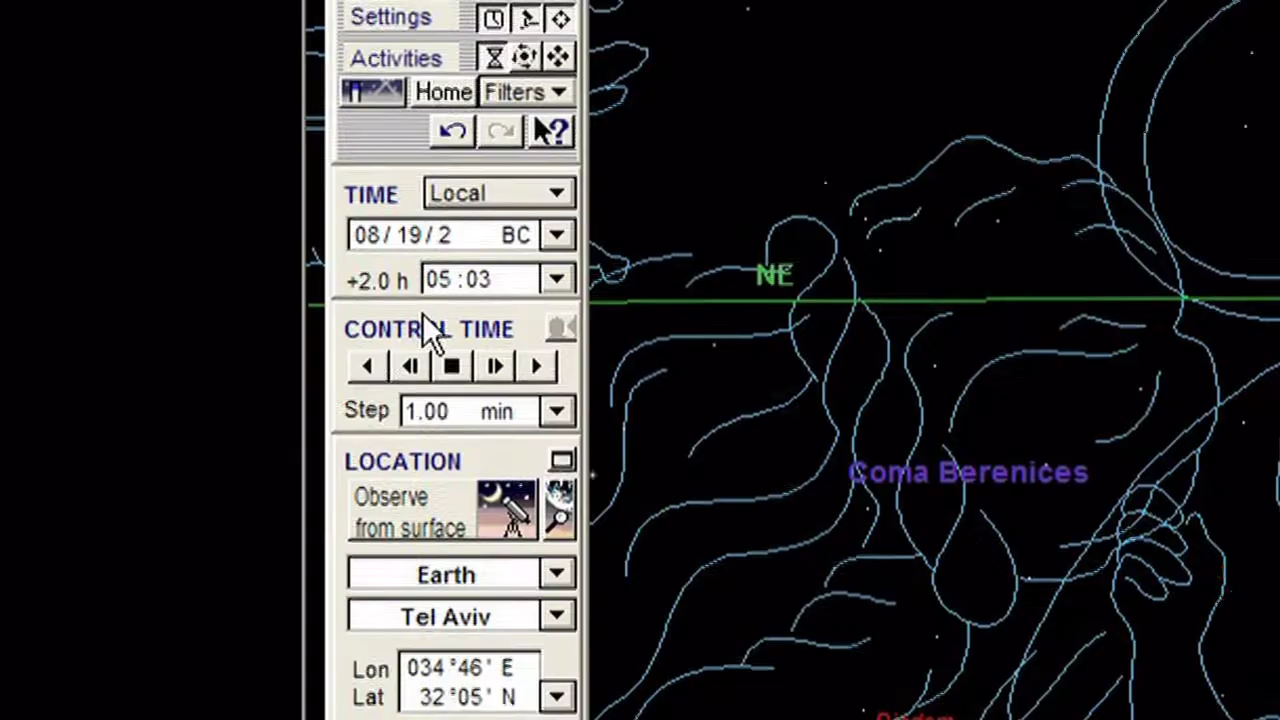 Settings
Activities
Home Filters
TIME Local
08/ 19/ 2 BC
+2.0 h 05 :03
NE
CONTROL TIME
Step 1.00 min
LOCATION
Observe
from surface
Coma Berenices
Earth
Tel Aviv
Lon 034 °46' E
Lat 32 °05' N